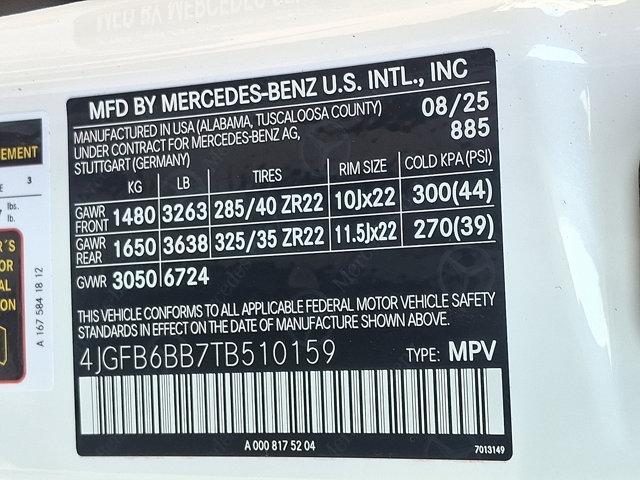 MFD BY MERCEDES-BENZ U.S. INTL., INC
MANUFACTURED IN USA (ALABAMA, TUSCALOOSA COUNTY) 08/25
UNDER CONTRACT FOR MERCEDES-BENZ AG, 885
STUTTGART (GERMANY)
KG LB TIRES RIM SIZE COLD KPA (PSI)
GAWR FRONT 1480 3263 285/40 ZR22 10Jx22 300(44)
GAWR REAR 1650 3638 325/35 ZR22 11.5Jx22 270(39)
GVWR 3050 6724
THIS VEHICLE CONFORMS TO ALL APPLICABLE FEDERAL MOTOR VEHICLE SAFETY
STANDARDS IN EFFECT ON THE DATE OF MANUFACTURE SHOWN ABOVE.
4JGFB6BB7TB510159 TYPE: MPV
A 000 817 52 04
7013149
3
lbs.
lb.
A 167 584 18 12